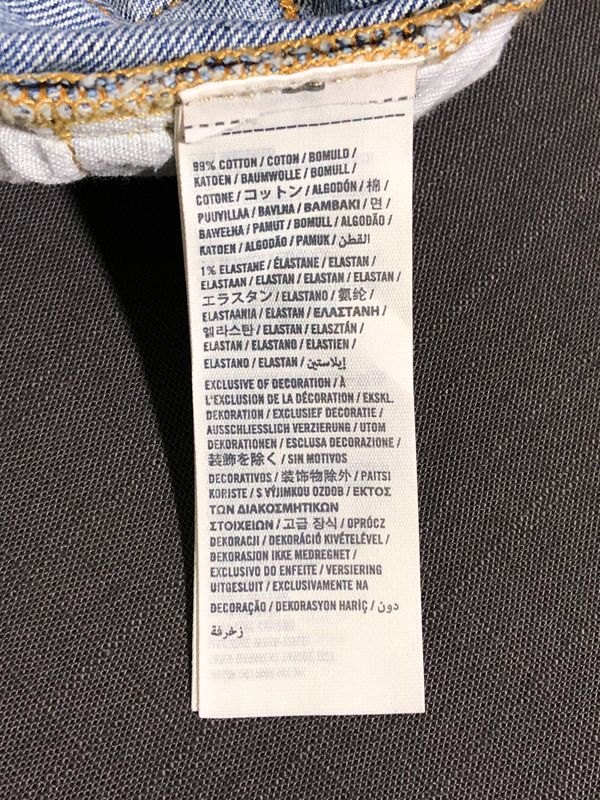 99% COTTON / COTON / BOMULD /
KATOEN / BAUMWOLLE / BOMULL /
COTONE / コットン / ALGODÓN / 棉 /
PUUVILLAA / BAVLNA / ΒΑΜΒΑΚΙ / 면 /
BAWEŁNA / PAMUT / BOMULL / ALGODÃO /
KATOEN / ALGODÃO / PAMUK / القطن
1% ELASTANE / ÉLASTANE / ELASTAN /
ELASTAAN / ELASTAN / ELASTAN / ELASTAN /
エラスタン / ELASTANO / 氨纶 /
ELASTAANIA / ELASTAN / ΕΛΑΣΤΑΝΗ /
엘라스탄 / ELASTAN / ELASZTÁN /
ELASTAN / ELASTANO / ELASTIEN /
ELASTANO / ELASTAN / إيلاستين
EXCLUSIVE OF DECORATION / À
L'EXCLUSION DE LA DÉCORATION / EKSKL.
DEKORATION / EXCLUSIEF DECORATIE /
AUSSCHLIESSLICH VERZIERUNG / UTOM
DEKORATIONEN / ESCLUSA DECORAZIONE /
装飾を除く / SIN MOTIVOS
DECORATIVOS / 装饰物除外 / PAITSI
KORISTE / S VÝJIMKOU OZDOB / ΕΚΤΟΣ
ΤΩΝ ΔΙΑΚΟΣΜΗΤΙΚΩΝ
ΣΤΟΙΧΕΙΩΝ / 고급 장식 / OPRÓCZ
DEKORACJI / DEKORÁCIÓ KIVÉTELÉVEL /
DEKORASJON IKKE MEDREGNET /
EXCLUSIVO DO ENFEITE / VERSIERING
UITGESLUIT / EXCLUSIVAMENTE NA
DECORAÇÃO / DEKORASYON HARİÇ / دون
زخرفة